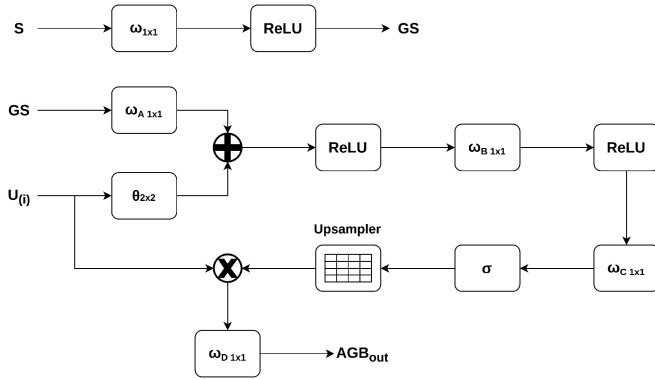 S ω1x1 ReLU GS
GS ωA 1x1
ReLU ωB 1x1 ReLU
U(i) θ2x2
Upsampler
σ ωC 1x1
ωD 1x1 AGBout